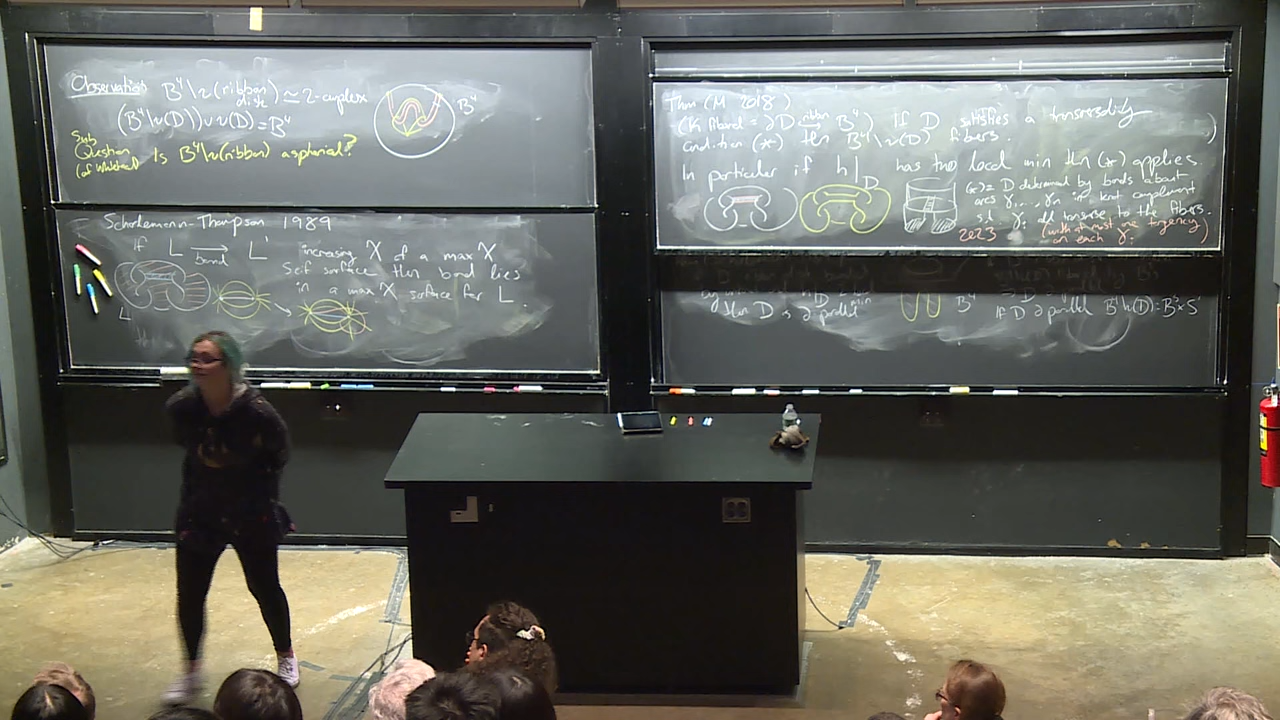 Observation B⁴\ν(ribbon disk) ≃ 2-complex
(B⁴\ν(D)) ∪ ν(D) = B⁴
B⁴
Sub
Question
(of Whitehead)
Is B⁴\ν(ribbon) aspherical?
Scharlemann-Thompson 1989
If L → L' increasing χ of a max χ
band
Seif surface then band lies
in a max χ surface for L.
L
Thm (M 2018)
(K fibered = ∂D ribbon B⁴) if D satisfies a transversality
condition (*) then B⁴\ν(D) fibers.
In particular if h|_D has two local min then (*) applies.
(*) = D determined by bands about
arcs γ₁, ..., γₙ in knot complement
s.t. γᵢ all transverse to the fibers.
2023 (with at most one tangency
on each γᵢ)
then D is ∂ parallel
B⁴
If D ∂ parallel B⁴\ν(D) = B³×S¹